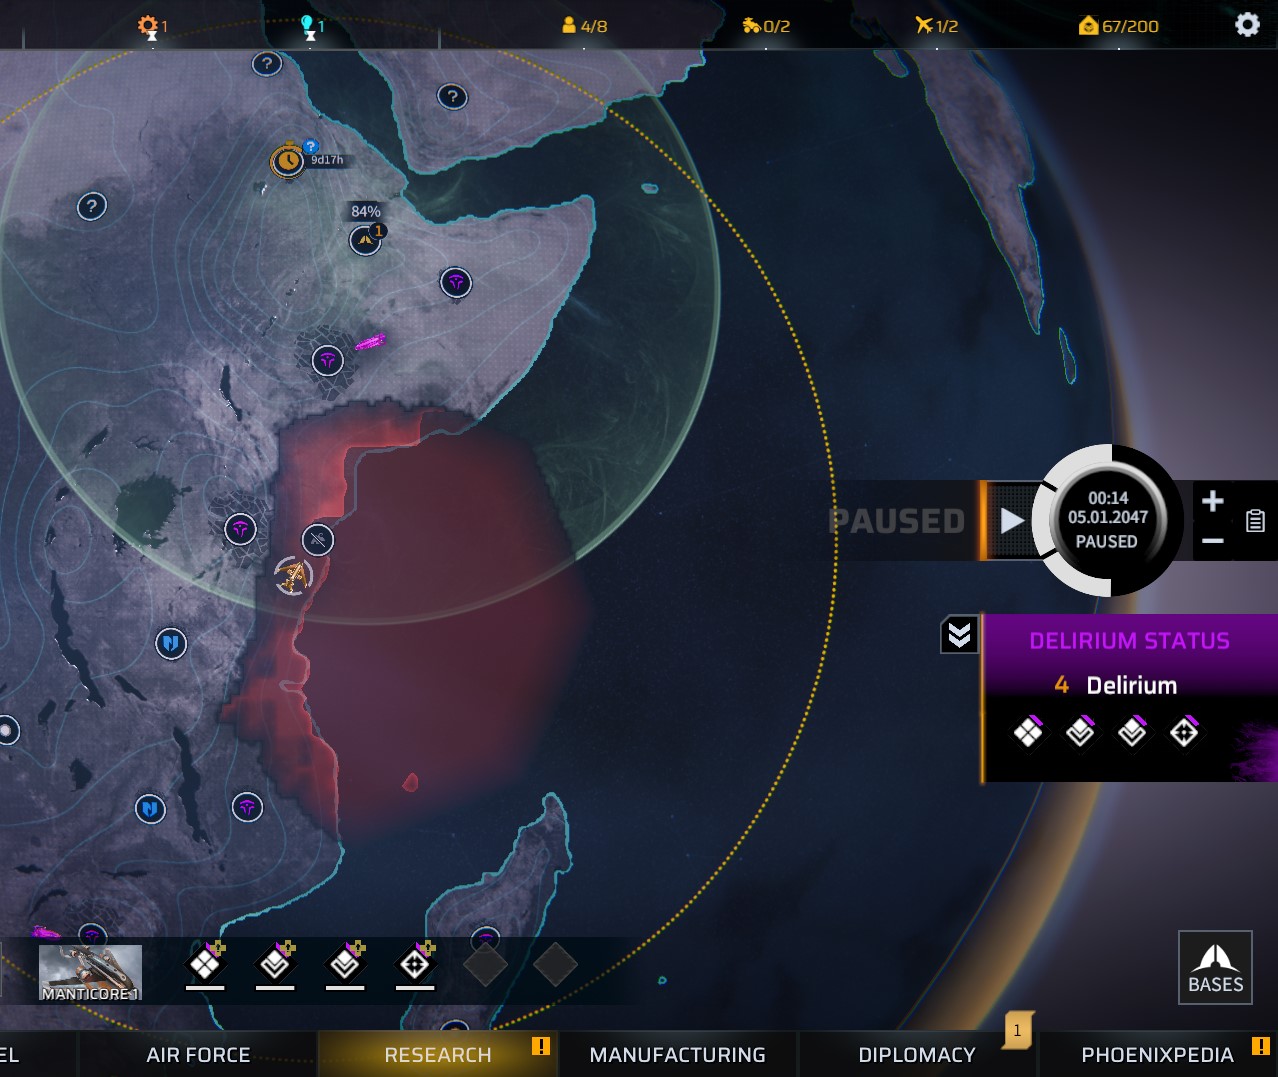 1
1
4/8
0/2
1/2
67/200
?
?
?
9d17h
?
84%
1
PAUSED
00:14
05.01.2047
PAUSED
+
−
DELIRIUM STATUS
4 Delirium
MANTICORE 1
BASES
EL
AIR FORCE
RESEARCH
!
MANUFACTURING
DIPLOMACY
1
PHOENIXPEDIA
!